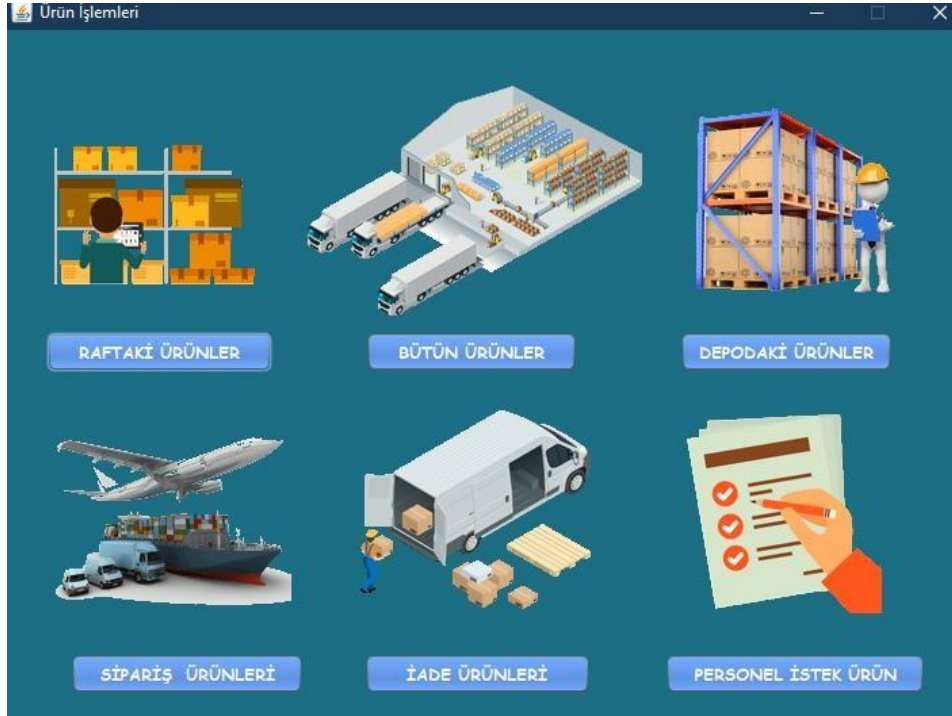 Ürün İşlemleri
RAFTAKİ ÜRÜNLER
BÜTÜN ÜRÜNLER
DEPODAKİ ÜRÜNLER
SİPARİŞ ÜRÜNLERİ
İADE ÜRÜNLERİ
PERSONEL İSTEK ÜRÜN